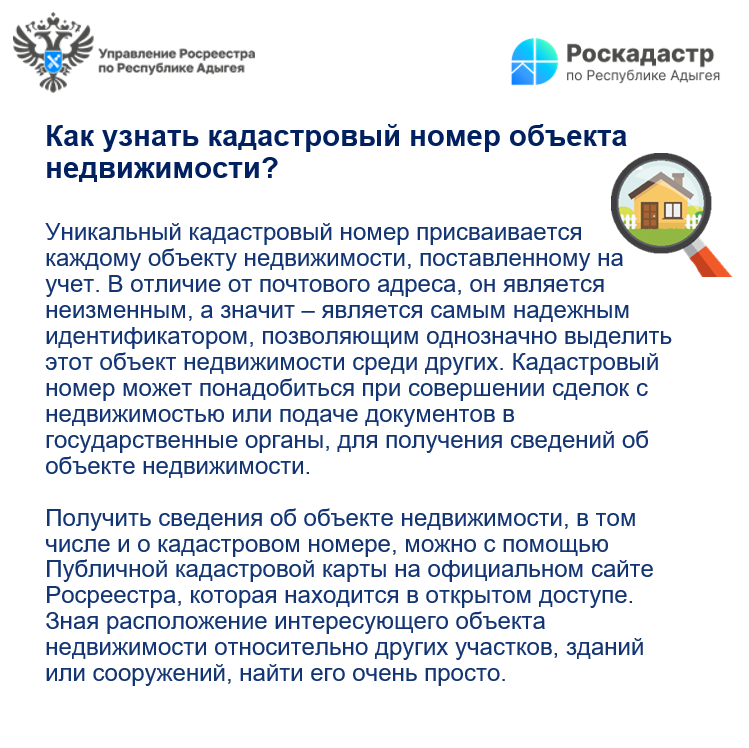 Управление Росреестра
по Республике Адыгея
Роскадастр
по Республике Адыгея
Как узнать кадастровый номер объекта
недвижимости?
Уникальный кадастровый номер присваивается
каждому объекту недвижимости, поставленному на
учет. В отличие от почтового адреса, он является
неизменным, а значит – является самым надежным
идентификатором, позволяющим однозначно выделить
этот объект недвижимости среди других. Кадастровый
номер может понадобиться при совершении сделок с
недвижимостью или подаче документов в
государственные органы, для получения сведений об
объекте недвижимости.
Получить сведения об объекте недвижимости, в том
числе и о кадастровом номере, можно с помощью
Публичной кадастровой карты на официальном сайте
Росреестра, которая находится в открытом доступе.
Зная расположение интересующего объекта
недвижимости относительно других участков, зданий
или сооружений, найти его очень просто.